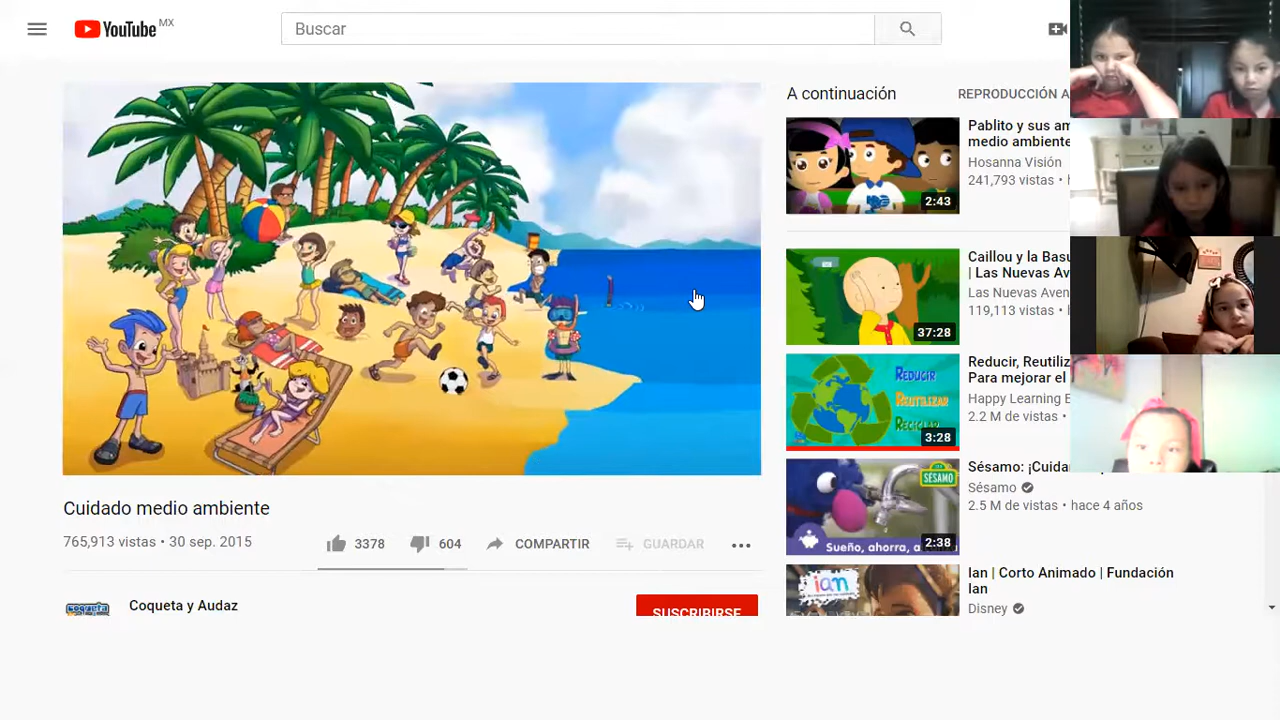 YouTube MX
Buscar
A continuación
REPRODUCCIÓN A
Pablito y sus am
medio ambiente
Hosanna Visión
241,793 vistas •
2:43
Caillou y la Basu
| Las Nuevas Av
Las Nuevas Aven
119,113 vistas •
37:28
REDUCIR
REUTILIZAR
RECICLAR
3:28
Reducir, Reutiliz
Para mejorar el
Happy Learning E
2.2 M de vistas •
SÉSAMO
Sueño, ahorra, a
2:38
Sésamo: ¡Cuida
Sésamo
2.5 M de vistas • hace 4 años
ian
Ian | Corto Animado | Fundación
Ian
Disney
Cuidado medio ambiente
765,913 vistas • 30 sep. 2015
3378
604
COMPARTIR
GUARDAR
coqueta
Coqueta y Audaz
SUSCRIBIRSE